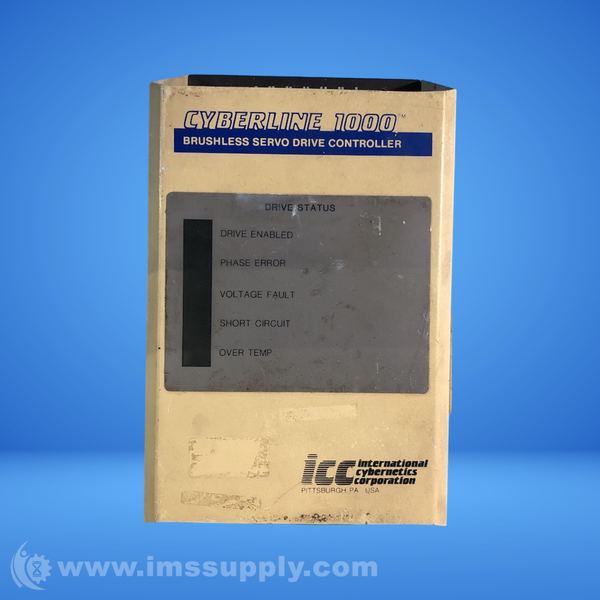 CYBERLINE 1000™
BRUSHLESS SERVO DRIVE CONTROLLER
DRIVE STATUS
DRIVE ENABLED
PHASE ERROR
VOLTAGE FAULT
SHORT CIRCUIT
OVER TEMP
icc international
cybernetics
corporation
PITTSBURGH PA USA
www.imssupply.com